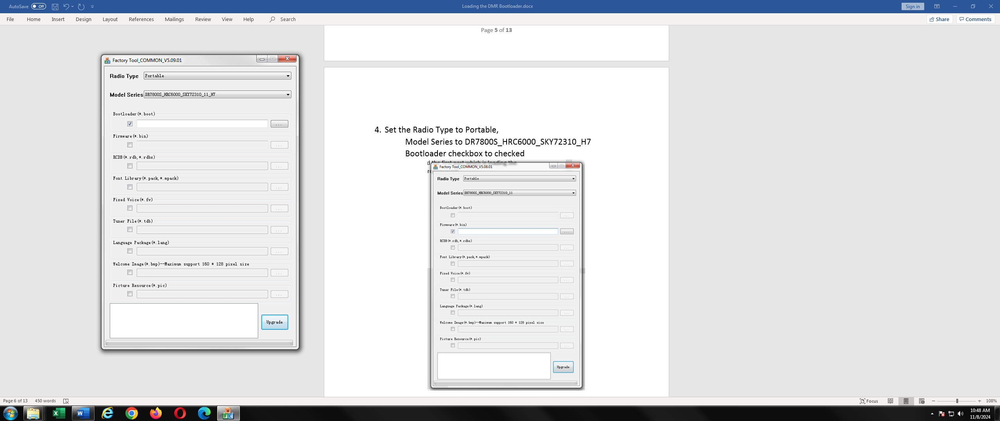 AutoSave Off
Loading the DMR Bootloader.docx
Sign in
File Home Insert Design Layout References Mailings Review View Help Search
Share Comments
Page 5 of 13
Factory Tool_COMMON_V5.09.01
Radio Type Portable
Model Series DR7800S_HRC6000_SKY72310_11_H7
Bootloader(*.boot)
...
Firmware(*.bin)
...
RCDB(*.rdb,*.rdbx)
...
Font Library(*.pack,*.mpack)
...
Fixed Voice(*.fv)
...
Tuner File(*.tdb)
...
Language Package(*.lang)
...
Welcome Image(*.bmp)--Maximum support 160 * 128 pixel size
...
Picture Resource(*.pic)
...
Upgrade
4. Set the Radio Type to Portable,
Model Series to DR7800S_HRC6000_SKY72310_H7
Bootloader checkbox to checked
d the first part which is loading the
Factory Tool_COMMON_V5.08.01
Radio Type Portable
Model Series DR7800S_HRC6000_SKY72310_11
Bootloader(*.boot)
...
Firmware(*.bin)
...
RCDB(*.rdb,*.rdbx)
...
Font Library(*.pack,*.mpack)
...
Fixed Voice(*.fv)
...
Tuner File(*.tdb)
...
Language Package(*.lang)
...
Welcome Image(*.bmp)--Maximum support 160 * 128 pixel size
...
Picture Resource(*.pic)
...
Upgrade
Page 6 of 13 450 words
Focus
108%
10:48 AM
11/8/2024